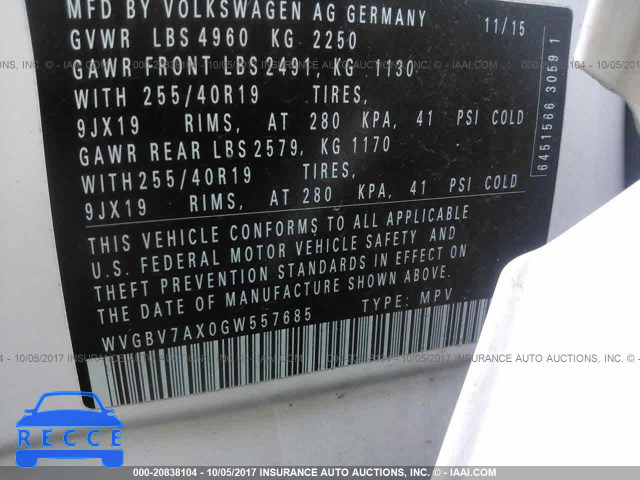 MFD BY VOLKSWAGEN AG GERMANY 11/15
GVWR LBS 4960 KG 2250
GAWR FRONT LBS 2491, KG 1130
WITH 255/40R19 TIRES,
9JX19 RIMS, AT 280 KPA, 41 PSI COLD
GAWR REAR LBS 2579, KG 1170
WITH 255/40R19 TIRES,
9JX19 RIMS, AT 280 KPA, 41 PSI COLD
THIS VEHICLE CONFORMS TO ALL APPLICABLE
U.S. FEDERAL MOTOR VEHICLE SAFETY AND
THEFT PREVENTION STANDARDS IN EFFECT ON
THE DATE OF MANUFACTURE SHOWN ABOVE.
WVGBV7AX0GW557685 TYPE: MPV
6451566 3059 1
RECCE
000-20838104 - 10/05/2017 INSURANCE AUTO AUCTIONS, INC. - © IAAI.COM